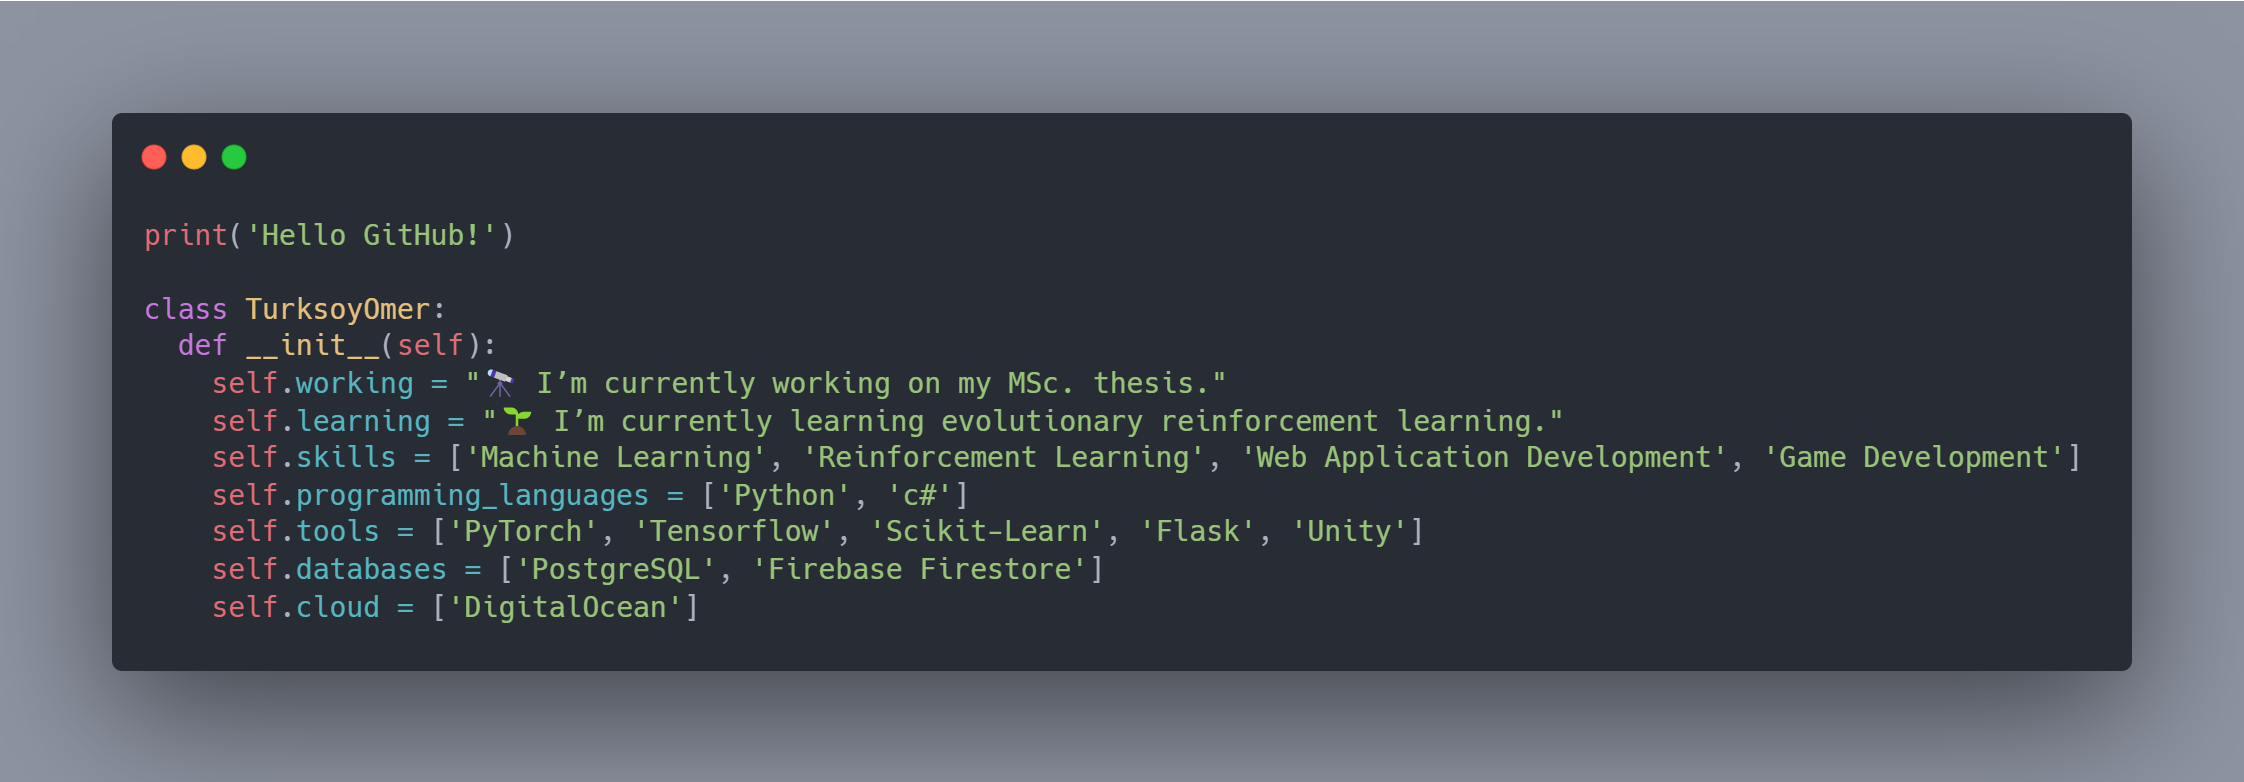 print('Hello GitHub!')
class TurksoyOmer:
  def __init__(self):
    self.working = "🔭 I’m currently working on my MSc. thesis."
    self.learning = "🌱 I’m currently learning evolutionary reinforcement learning."
    self.skills = ['Machine Learning', 'Reinforcement Learning', 'Web Application Development', 'Game Development']
    self.programming_languages = ['Python', 'c#']
    self.tools = ['PyTorch', 'Tensorflow', 'Scikit-Learn', 'Flask', 'Unity']
    self.databases = ['PostgreSQL', 'Firebase Firestore']
    self.cloud = ['DigitalOcean']